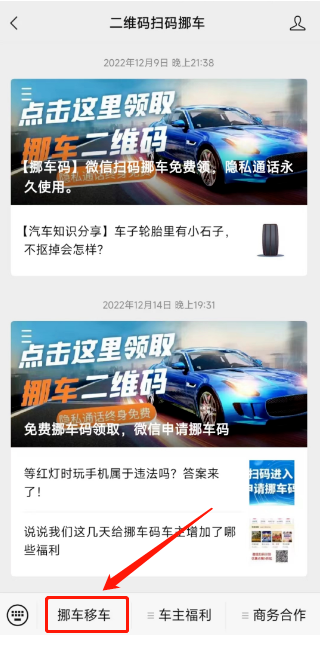 二维码扫码挪车
2022年12月9日 晚上21:38
点击这里领取
挪车二维码
隐私通话终身免费
【挪车码】微信扫码挪车免费领，隐私通话永
久使用。
【汽车知识分享】车子轮胎里有小石子，
不抠掉会怎样？
2022年12月14日 晚上19:31
点击这里领取
挪车二维码
隐私通话终身免费
免费挪车码领取，微信申请挪车码
等红灯时玩手机属于违法吗？答案来
了！
扫码进入
申请挪车码
说说我们这几天给挪车码车主增加了哪
些福利
挪车移车
车主福利
商务合作